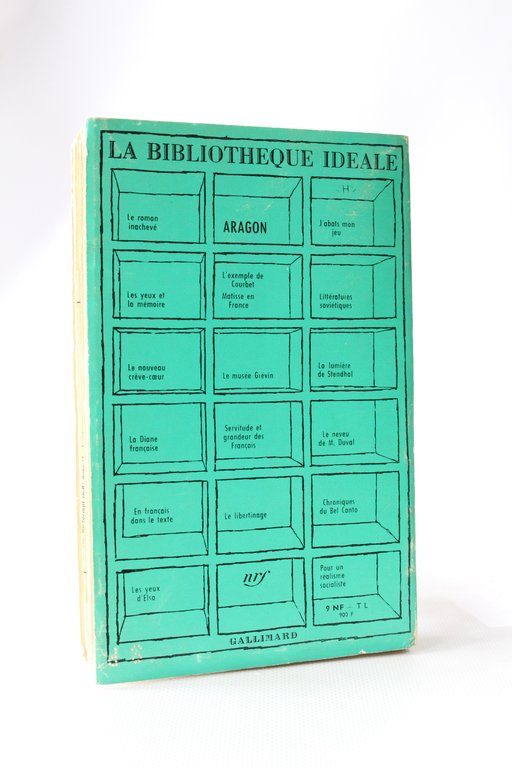 LA BIBLIOTHEQUE IDEALE
Le roman
inachevé
ARAGON
J'abats mon
jeu
Les yeux et
la mémoire
L'exemple de
Courbet
Matisse en
France
Littératures
soviétiques
Le nouveau
crève-cœur
Le musée Grévin
La lumière
de Stendhal
La Diane
française
Servitude et
grandeur des
Français
Le neveu
de M. Duval
En français
dans le texte
Le libertinage
Chroniques
du Bel Canto
Les yeux
d'Elsa
nrf
Pour un
réalisme
socialiste
9 NF - T L
900 F
GALLIMARD